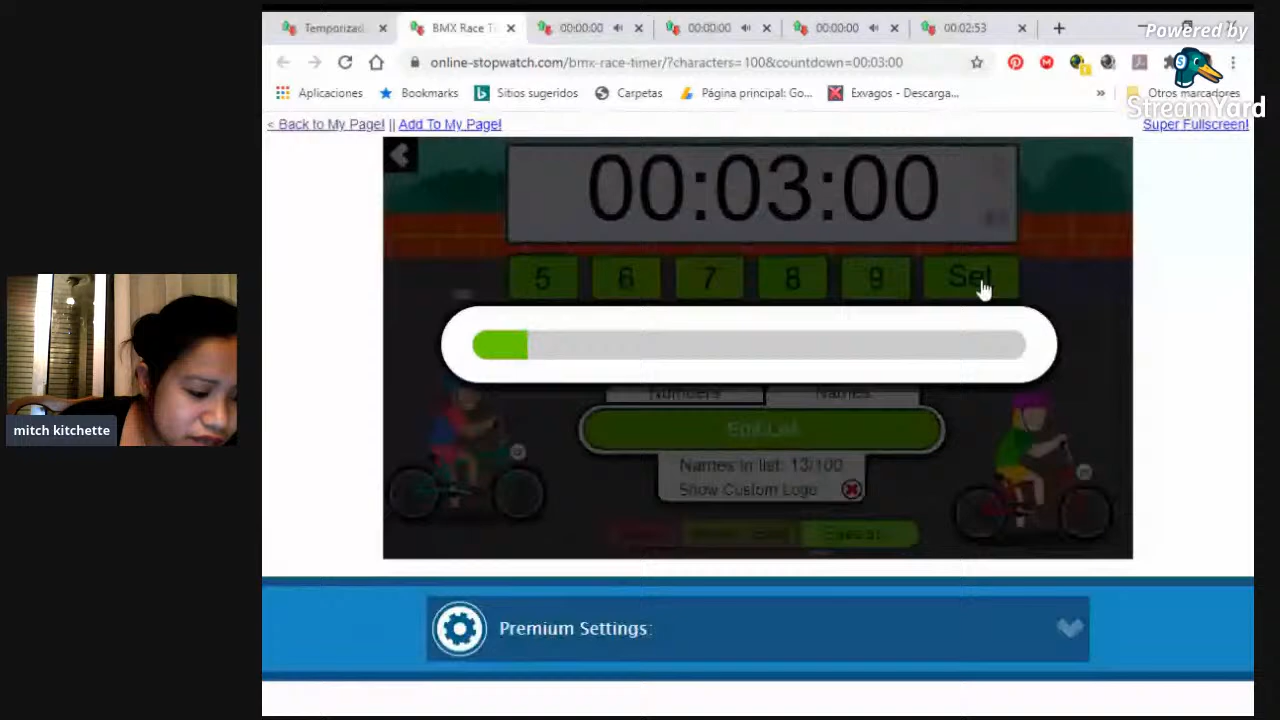 Temporizad
BMX Race T
00:00:00
00:00:00
00:00:00
00:02:53
Powered by
StreamYard
online-stopwatch.com/bmx-race-timer/?characters=100&countdown=00:03:00
Aplicaciones
Bookmarks
Sitios sugeridos
Carpetas
Página principal: Go...
Exvagos - Descarga...
»
Otros marcadores
< Back to My Page! || Add To My Page!
Super Fullscreen!
00:03:00
5 6 7 8 9 Set
Numbers Names
Edit List
Names in list: 13/100
Show Custom Logo
mitch kitchette
Premium Settings: